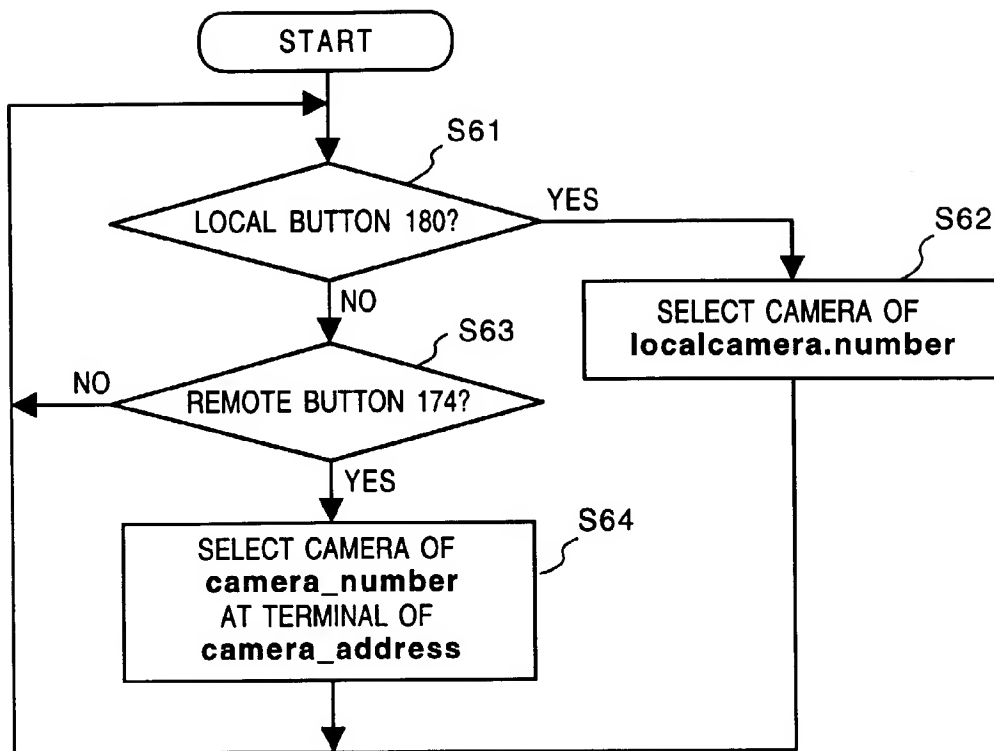 START
S61
LOCAL BUTTON 180?
YES
S62
SELECT CAMERA OF
localcamera.number
NO
S63
NO
REMOTE BUTTON 174?
YES
S64
SELECT CAMERA OF
camera_number
AT TERMINAL OF
camera_address